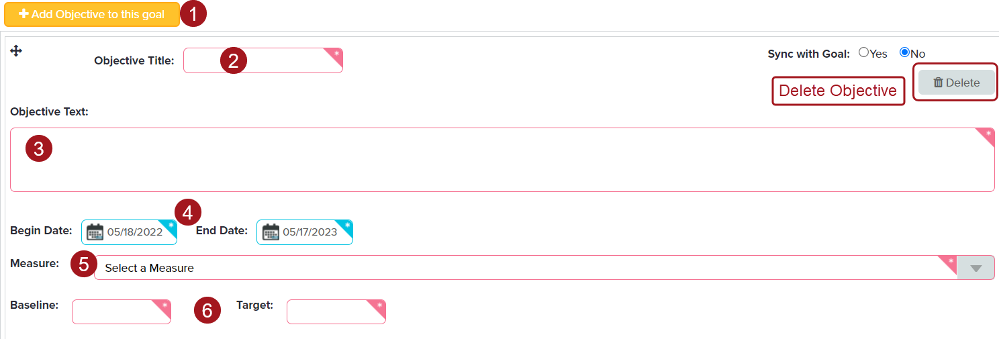 + Add Objective to this goal 1
Objective Title: 2 *
Sync with Goal: Yes No
Delete Objective
Delete
Objective Text:
3 *
Begin Date: 05/18/2022 * 4 End Date: 05/17/2023 *
Measure: 5 Select a Measure *
Baseline: * 6 Target: *